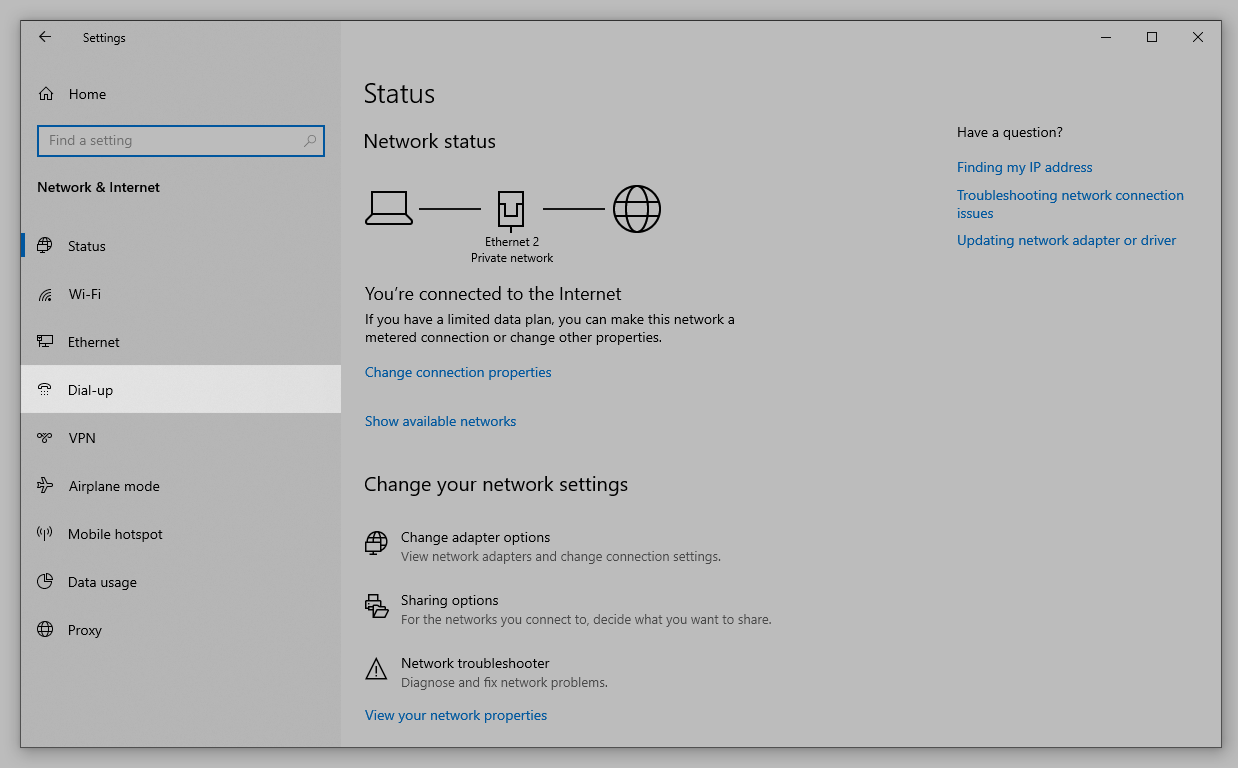 Settings
Home
Find a setting
Network & Internet
Status
Wi-Fi
Ethernet
Dial-up
VPN
Airplane mode
Mobile hotspot
Data usage
Proxy
Status
Network status
Ethernet 2
Private network
You’re connected to the Internet
If you have a limited data plan, you can make this network a
metered connection or change other properties.
Change connection properties
Show available networks
Change your network settings
Change adapter options
View network adapters and change connection settings.
Sharing options
For the networks you connect to, decide what you want to share.
Network troubleshooter
Diagnose and fix network problems.
View your network properties
Have a question?
Finding my IP address
Troubleshooting network connection
issues
Updating network adapter or driver